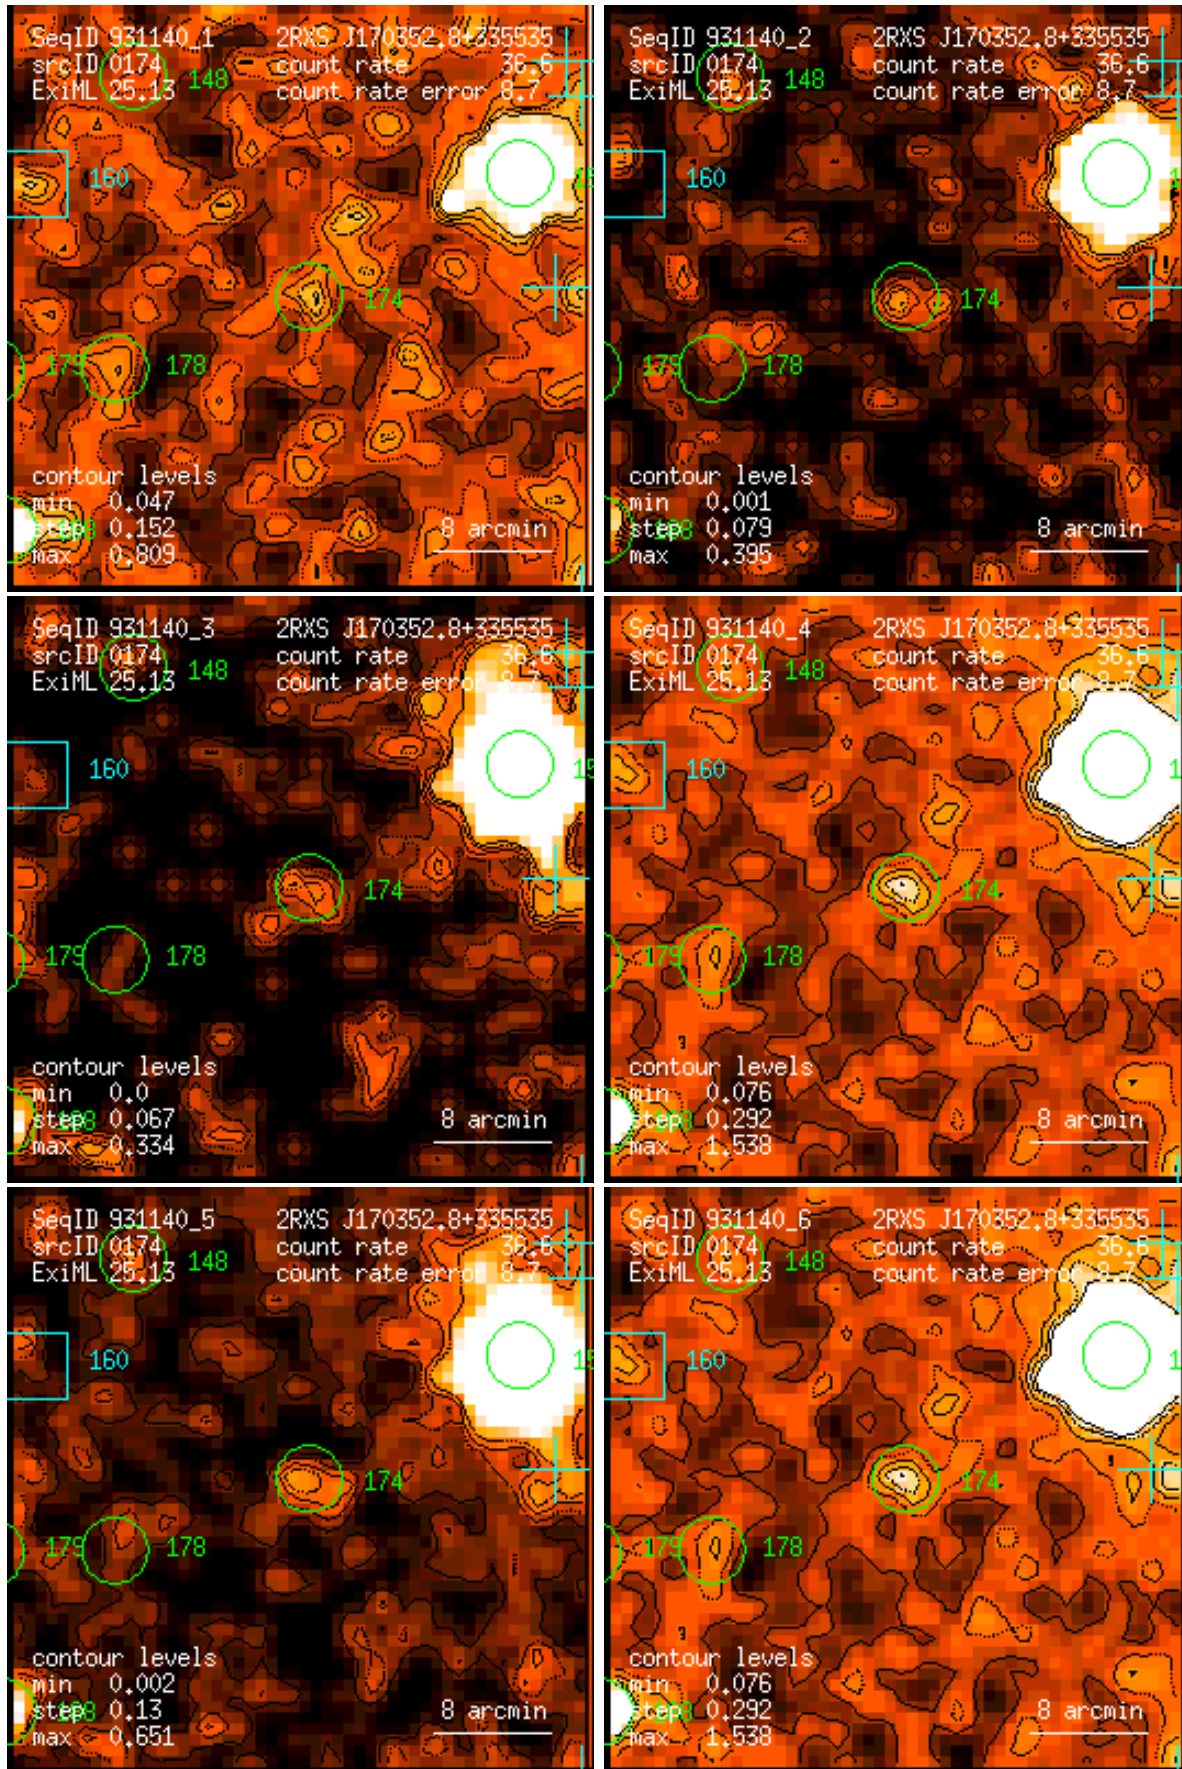 SeqID 931140_1 2RXS J170352.8+335535
srcID 0174 148 count rate 36.6
ExiML 25.13 count rate error 8.7
160
174
179 178
contour levels
min 0.047
step 0.152
max 0.809
8 arcmin
SeqID 931140_2 2RXS J170352.8+335535
srcID 0174 148 count rate 36.6
ExiML 25.13 count rate error 8.7
160
174
179 178
contour levels
min 0.001
step 0.079
max 0.395
8 arcmin
SeqID 931140_3 2RXS J170352.8+335535
srcID 0174 148 count rate 36.6
ExiML 25.13 count rate error 8.7
160
174
179 178
contour levels
min 0.0
step 0.067
max 0.334
8 arcmin
SeqID 931140_4 2RXS J170352.8+335535
srcID 0174 148 count rate 36.6
ExiML 25.13 count rate error 8.7
160
174
179 178
contour levels
min 0.076
step 0.292
max 1.538
8 arcmin
SeqID 931140_5 2RXS J170352.8+335535
srcID 0174 148 count rate 36.6
ExiML 25.13 count rate error 8.7
160
174
179 178
contour levels
min 0.002
step 0.13
max 0.651
8 arcmin
SeqID 931140_6 2RXS J170352.8+335535
srcID 0174 148 count rate 36.6
ExiML 25.13 count rate error 8.7
160
174
179 178
contour levels
min 0.076
step 0.292
max 1.538
8 arcmin